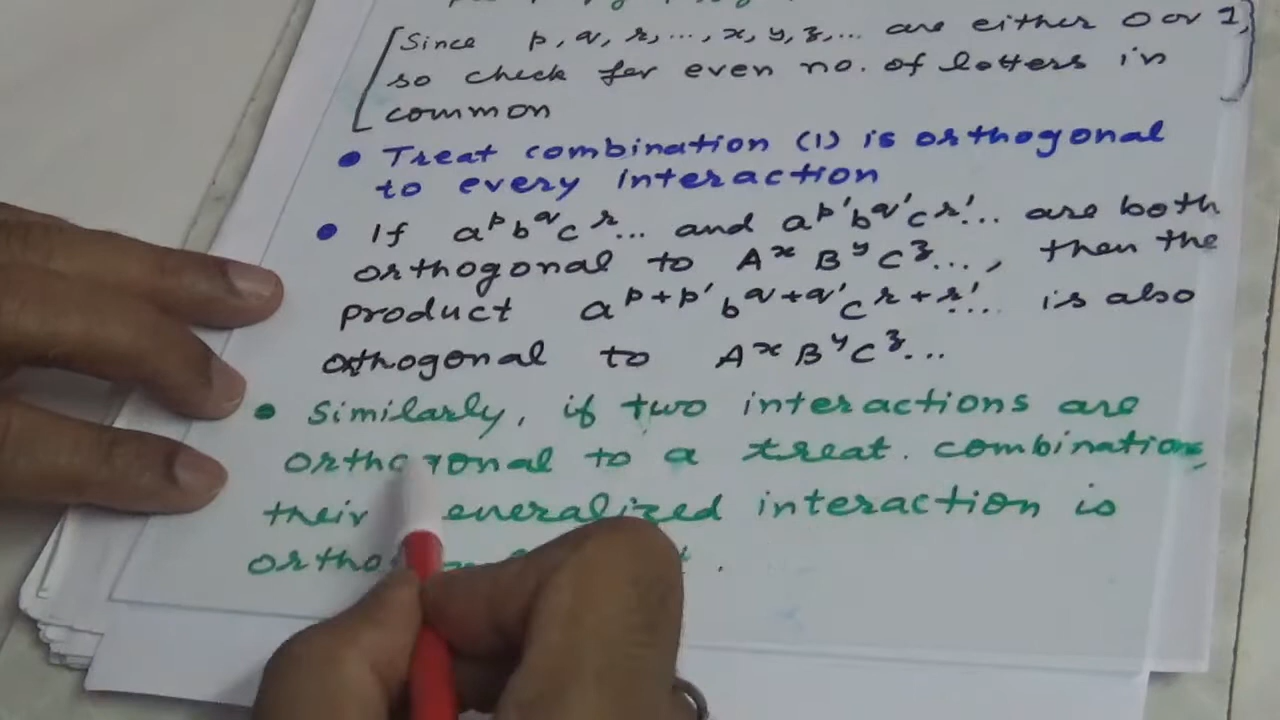 [Since p, q, r, ..., x, y, z, ... are either 0 or 1,
so check for even no. of letters in
common]
• Treat combination (1) is orthogonal
to every interaction
• If a^p b^q c^r ... and a^p' b^q' c^r' ... are both
orthogonal to A^x B^y C^z ..., then the
product a^p+p' b^q+q' c^r+r' ... is also
orthogonal to A^x B^y C^z ...
• Similarly, if two interactions are
orthogonal to a treat. combination,
their generalized interaction is